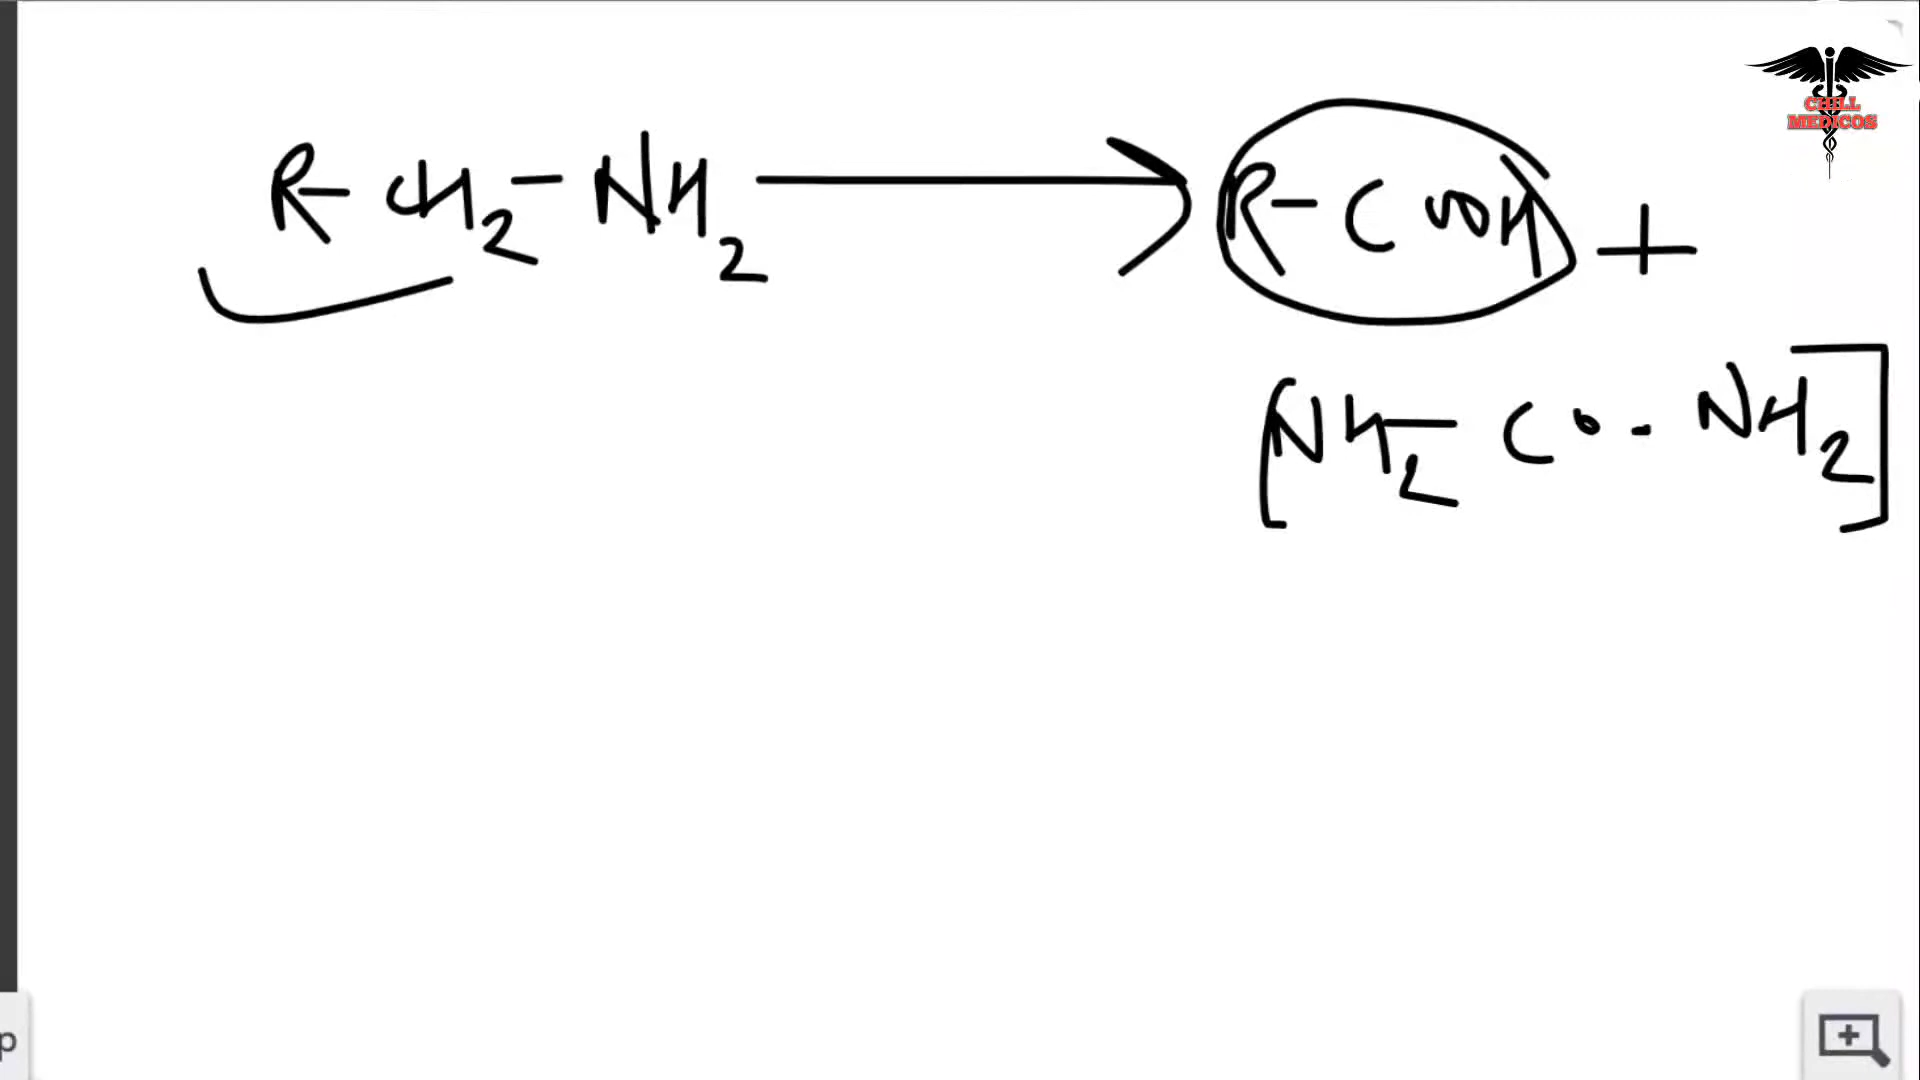 R-CH2-NH2 → R-COOH +
[NH2-CO-NH2]
CHILL
MEDICOS
p